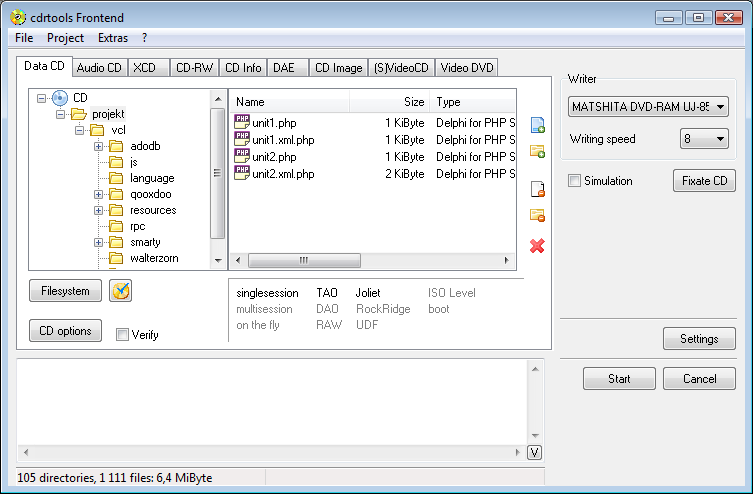 cdrtools Frontend
File Project Extras ?
Data CD Audio CD XCD CD-RW CD Info DAE CD Image (S)VideoCD Video DVD
CD
projekt
vcl
adodb
js
language
qooxdoo
resources
rpc
smarty
walterzorn
Name Size Type
PHP unit1.php 1 KiByte Delphi for PHP S
PHP unit1.xml.php 1 KiByte Delphi for PHP S
PHP unit2.php 1 KiByte Delphi for PHP S
PHP unit2.xml.php 2 KiByte Delphi for PHP S
Filesystem
CD options
Verify
singlesession TAO Joliet ISO Level
multisession DAO RockRidge boot
on the fly RAW UDF
Writer
MATSHITA DVD-RAM UJ-85
Writing speed 8
Simulation Fixate CD
Settings
Start Cancel
V
105 directories, 1 111 files: 6,4 MiByte